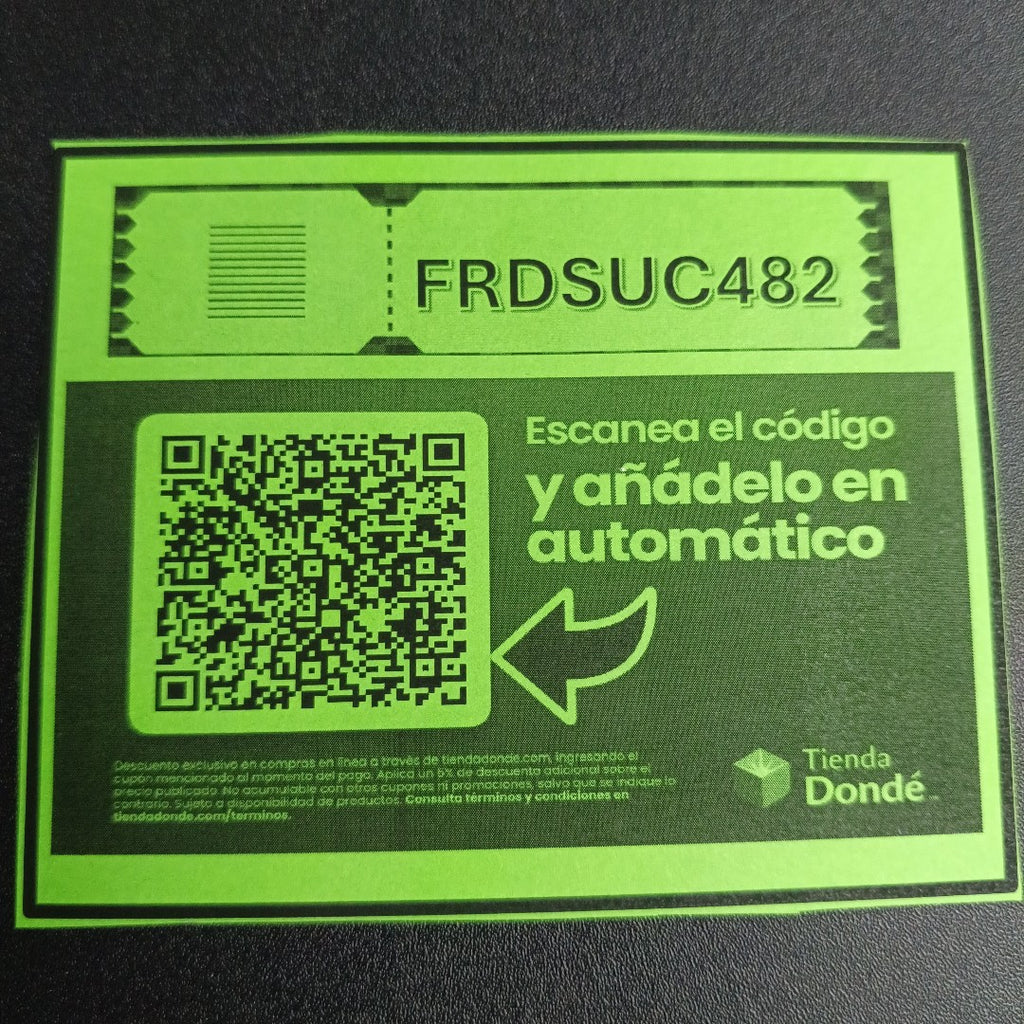 FRDSUC482
Escanea el código
y añádelo en
automático
Descuento exclusivo en compras en línea a través de tiendadonde.com, ingresando el
cupón mencionado al momento del pago. Aplica un 5% de descuento adicional sobre el
precio publicado. No acumulable con otros cupones ni promociones, salvo que se indique lo
contrario. Sujeto a disponibilidad de productos. Consulta términos y condiciones en
tiendadonde.com/terminos.
Tienda
Dondé